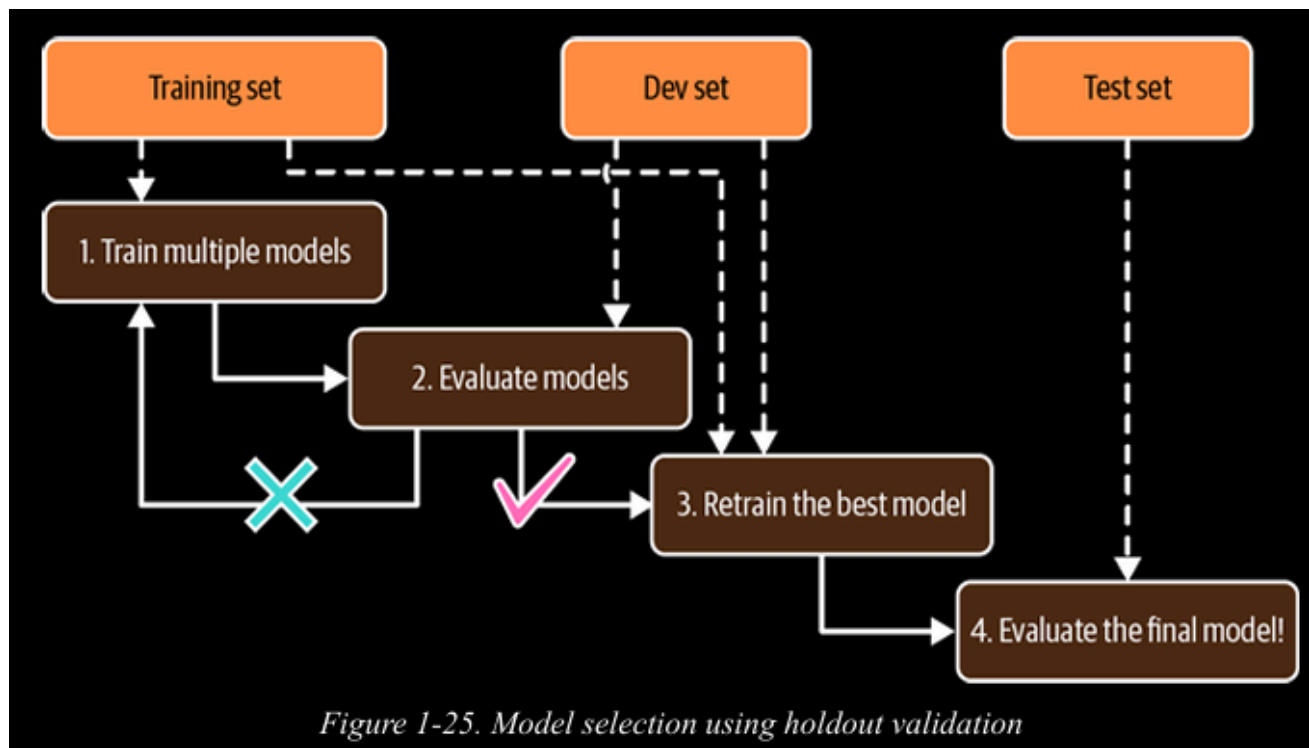 Training set
Dev set
Test set
1. Train multiple models
2. Evaluate models
3. Retrain the best model
4. Evaluate the final model!
Figure 1-25. Model selection using holdout validation